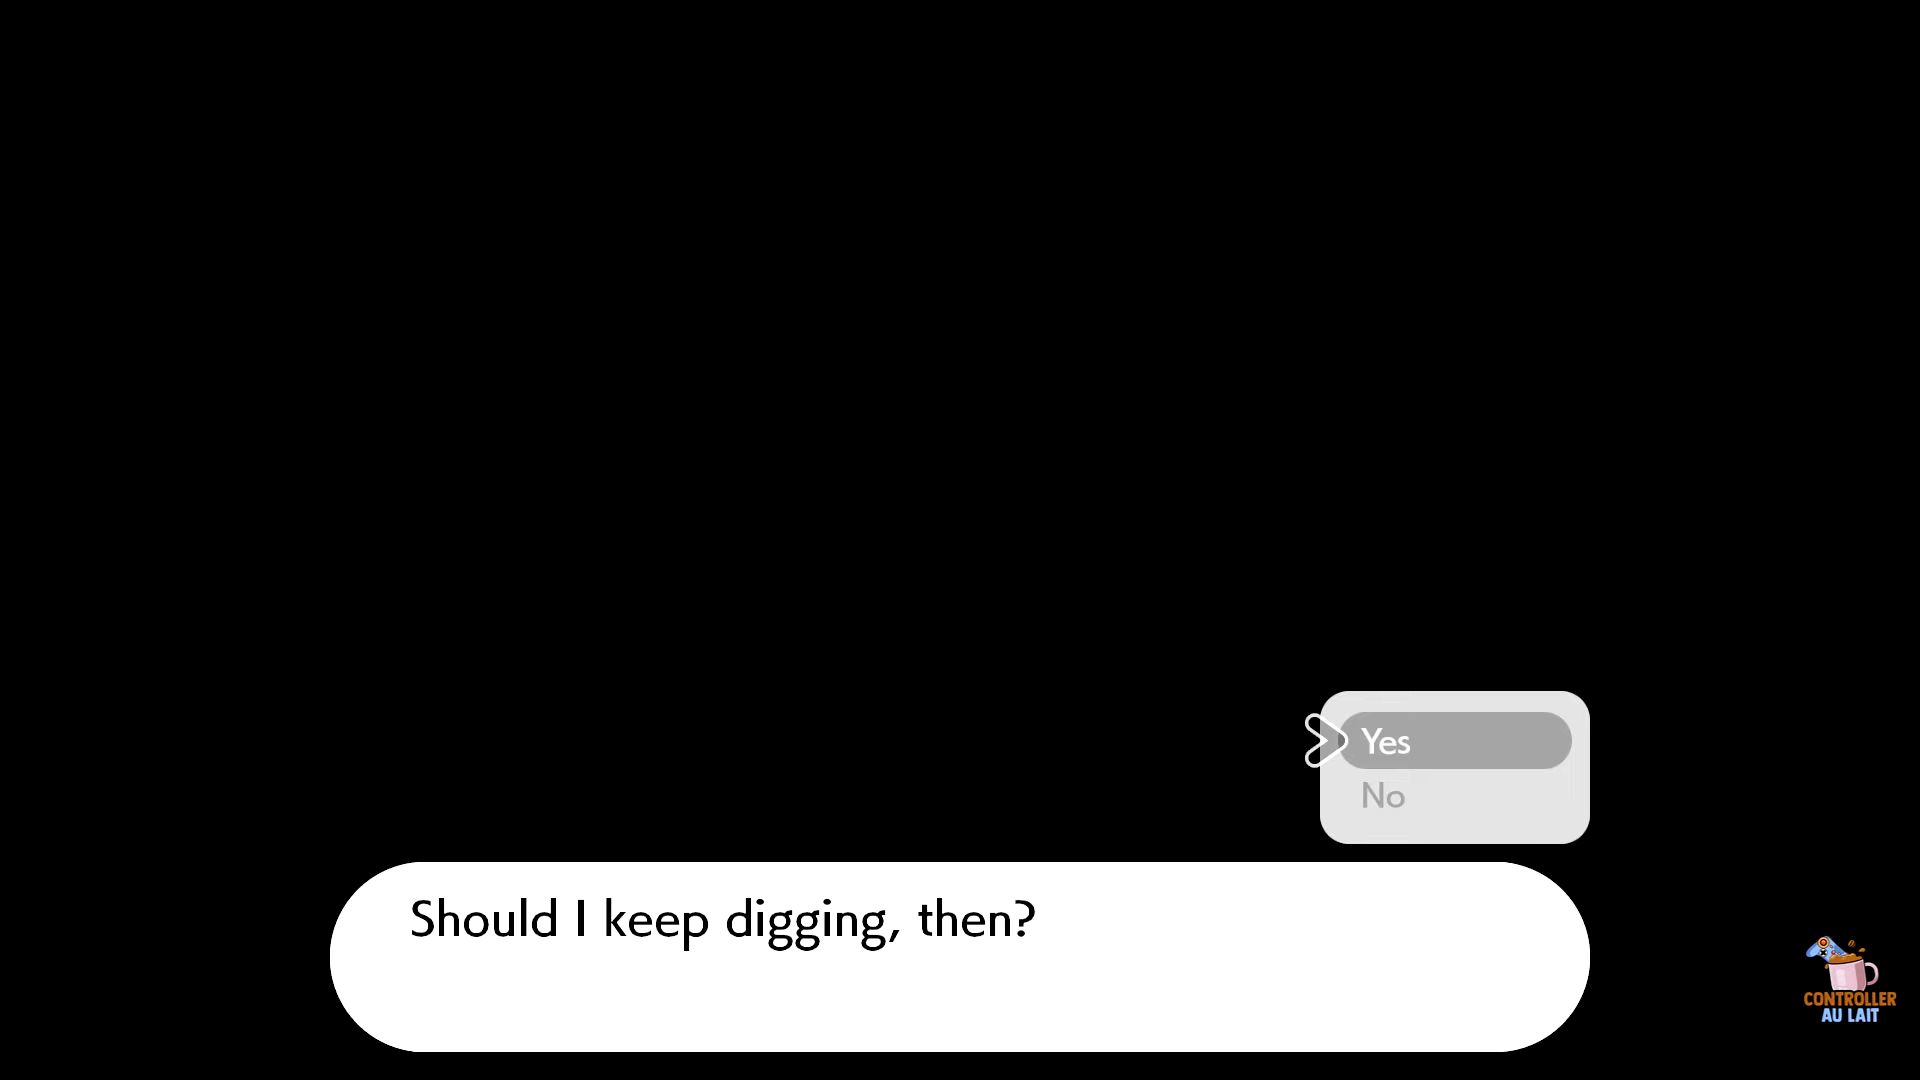 Yes
No
Should I keep digging, then?
CONTROLLER
AU LAIT